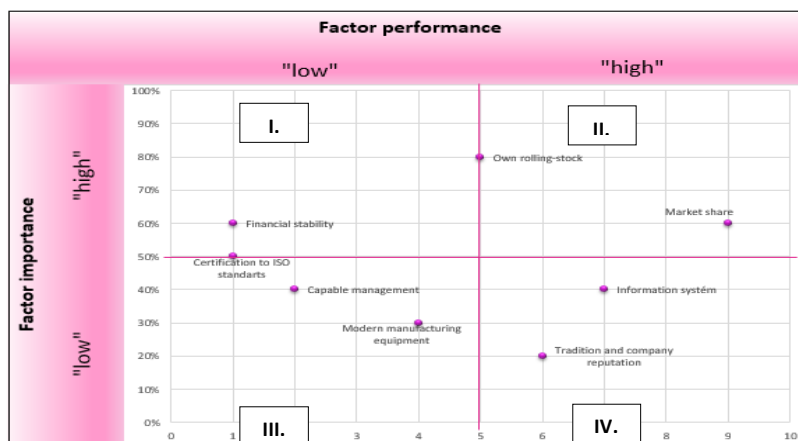 Factor performance
"low"
"high"
Factor importance
"high"
"low"
100%
90%
80%
70%
60%
50%
40%
30%
20%
10%
0%
I.
II.
Own rolling-stock
Market share
Financial stability
Certification to ISO
standarts
Capable management
Information systém
Modern manufacturing
equipment
Tradition and company
reputation
III.
IV.
0
1
2
3
4
5
6
7
8
9
10